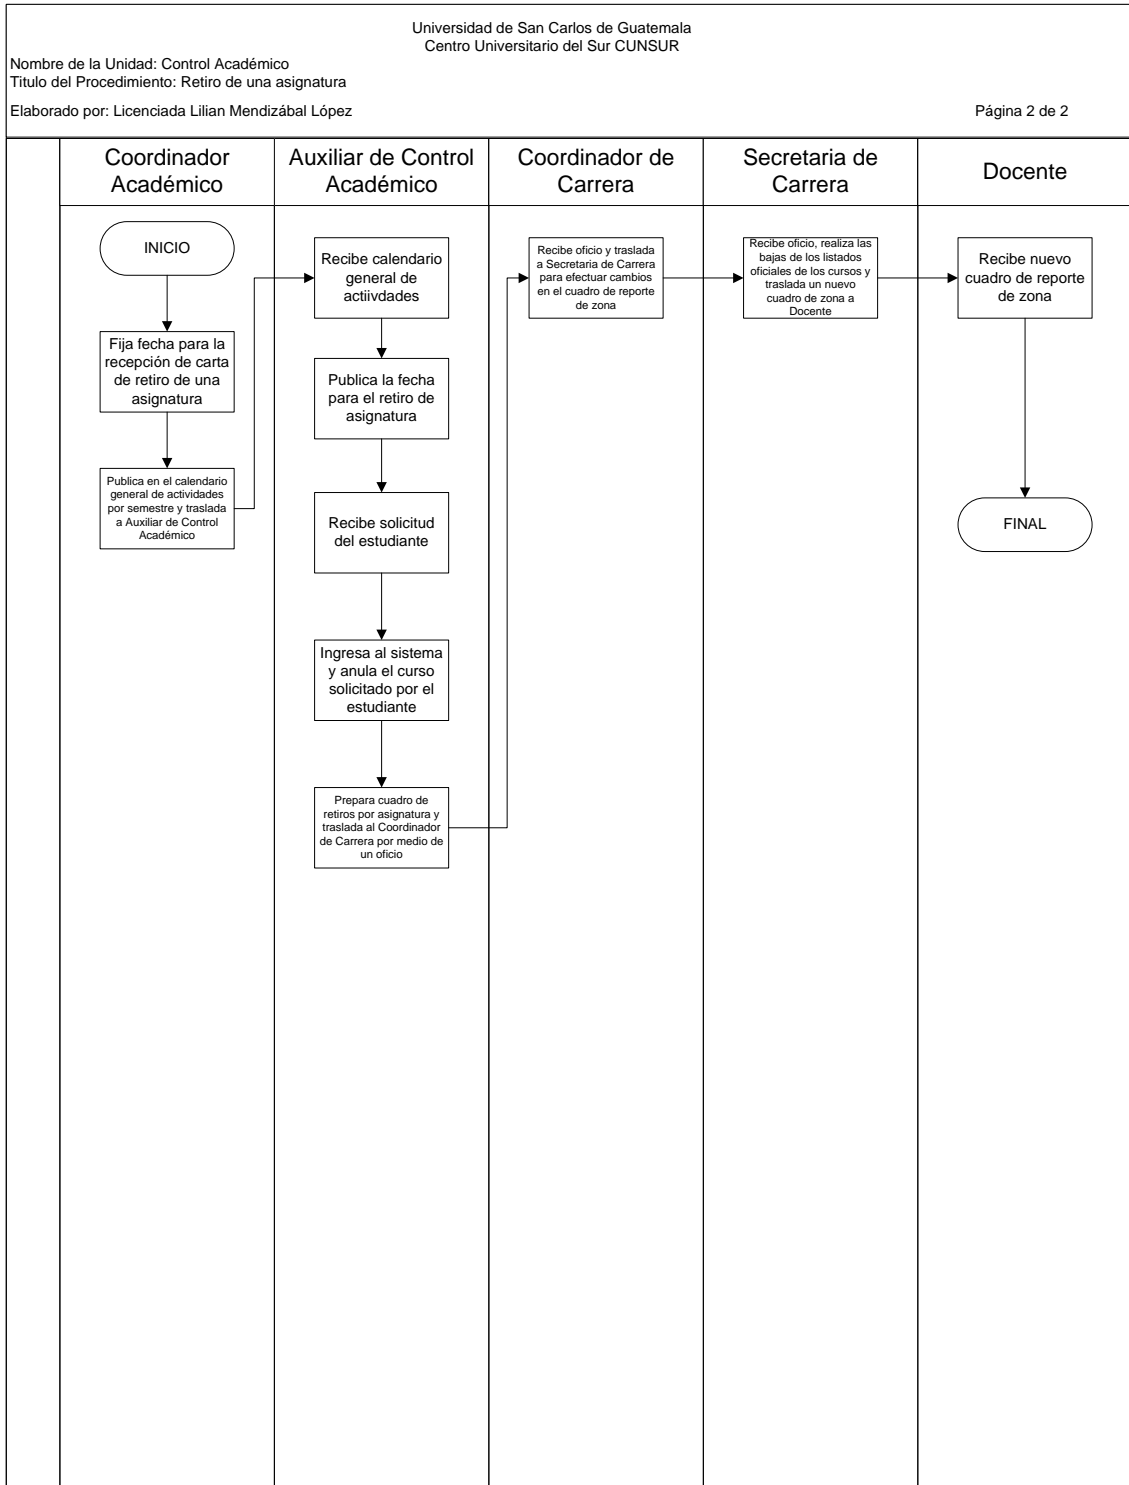 Universidad de San Carlos de Guatemala
Centro Universitario del Sur CUNSUR
Nombre de la Unidad: Control Académico
Titulo del Procedimiento: Retiro de una asignatura
Elaborado por: Licenciada Lilian Mendizábal López
Página 2 de 2
Coordinador
Académico
Auxiliar de Control
Académico
Coordinador de
Carrera
Secretaria de
Carrera
Docente
INICIO
Fija fecha para la
recepción de carta
de retiro de una
asignatura
Publica en el calendario
general de actividades
por semestre y traslada
a Auxiliar de Control
Académico
Recibe calendario
general de
actiivdades
Publica la fecha
para el retiro de
asignatura
Recibe solicitud
del estudiante
Ingresa al sistema
y anula el curso
solicitado por el
estudiante
Prepara cuadro de
retiros por asignatura y
traslada al Coordinador
de Carrera por medio de
un oficio
Recibe oficio y traslada
a Secretaria de Carrera
para efectuar cambios
en el cuadro de reporte
de zona
Recibe oficio, realiza las
bajas de los listados
oficiales de los cursos y
traslada un nuevo
cuadro de zona a
Docente
Recibe nuevo
cuadro de reporte
de zona
FINAL